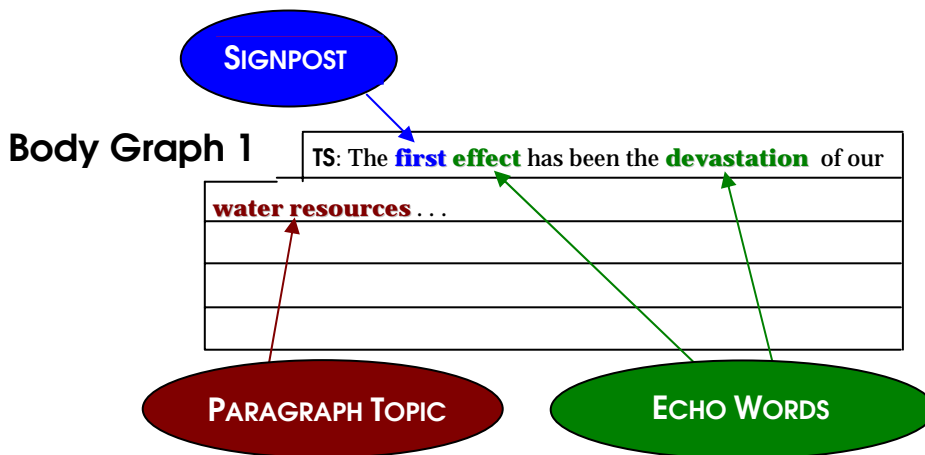 SIGNPOST
Body Graph 1
TS: The first effect has been the devastation of our
water resources . . .
PARAGRAPH TOPIC
ECHO WORDS